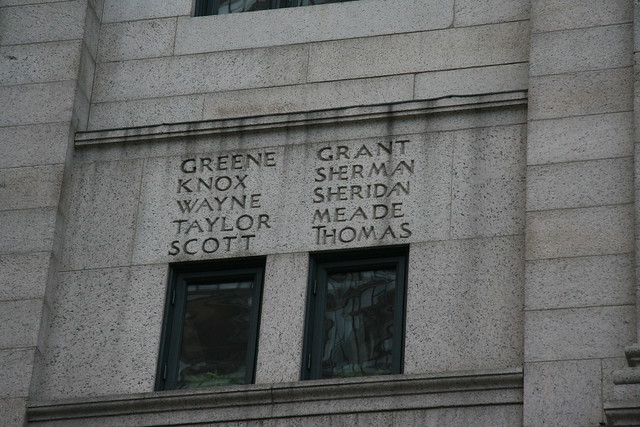 GREENE
KNOX
WAYNE
TAYLOR
SCOTT
GRANT
SHERMAN
SHERIDAN
MEADE
THOMAS